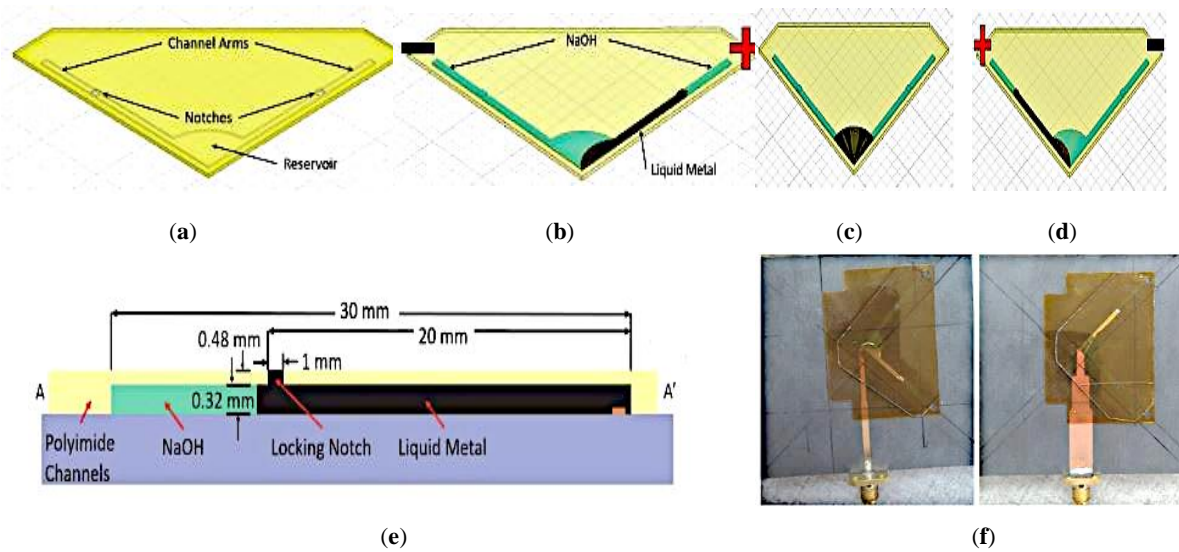 Channel Arms
Notches
Reservoir
(a)
NaOH
Liquid Metal
(b)
(c)
(d)
30 mm
20 mm
0.48 mm
1 mm
A
0.32 mm
A'
Polyimide
Channels
NaOH
Locking Notch
Liquid Metal
(e)
(f)